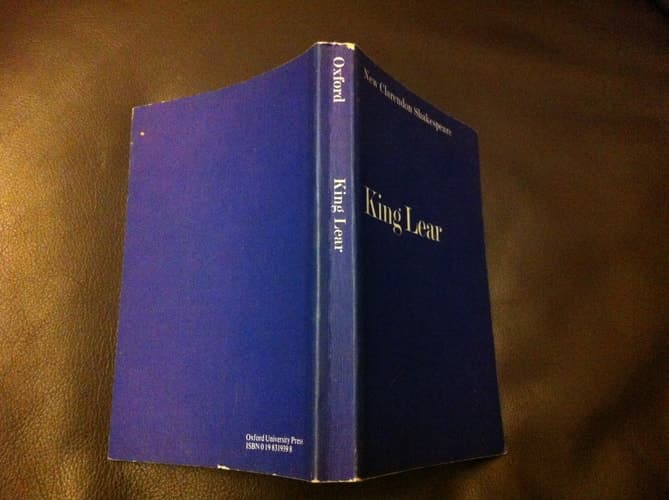 New Clarendon Shakespeare
King Lear
Oxford
King Lear
Oxford University Press
ISBN 0 19 831939 8